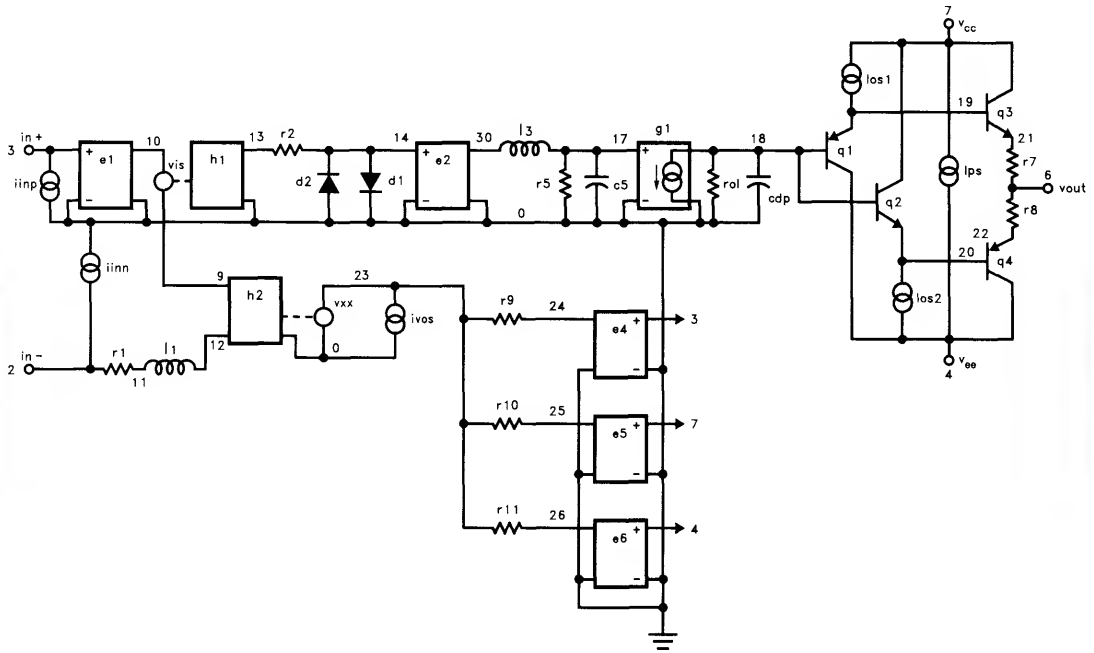 7
vcc
Ios1
19
q3
21
in+
3
10
13
r2
14
30
l3
17
g1
18
e1
vis
h1
e2
q1
r7
iinp
d2
d1
r5
c5
rol
cdp
Ips
6
vout
q2
r8
0
22
iinn
9
23
20
q4
h2
vxx
ivos
Ios2
r9
24
e4
3
in-
2
r1
l1
12
0
11
vee
4
r10
25
e5
7
r11
26
e6
4
+
-
+
-
+
-
+
-
+
-
+
-